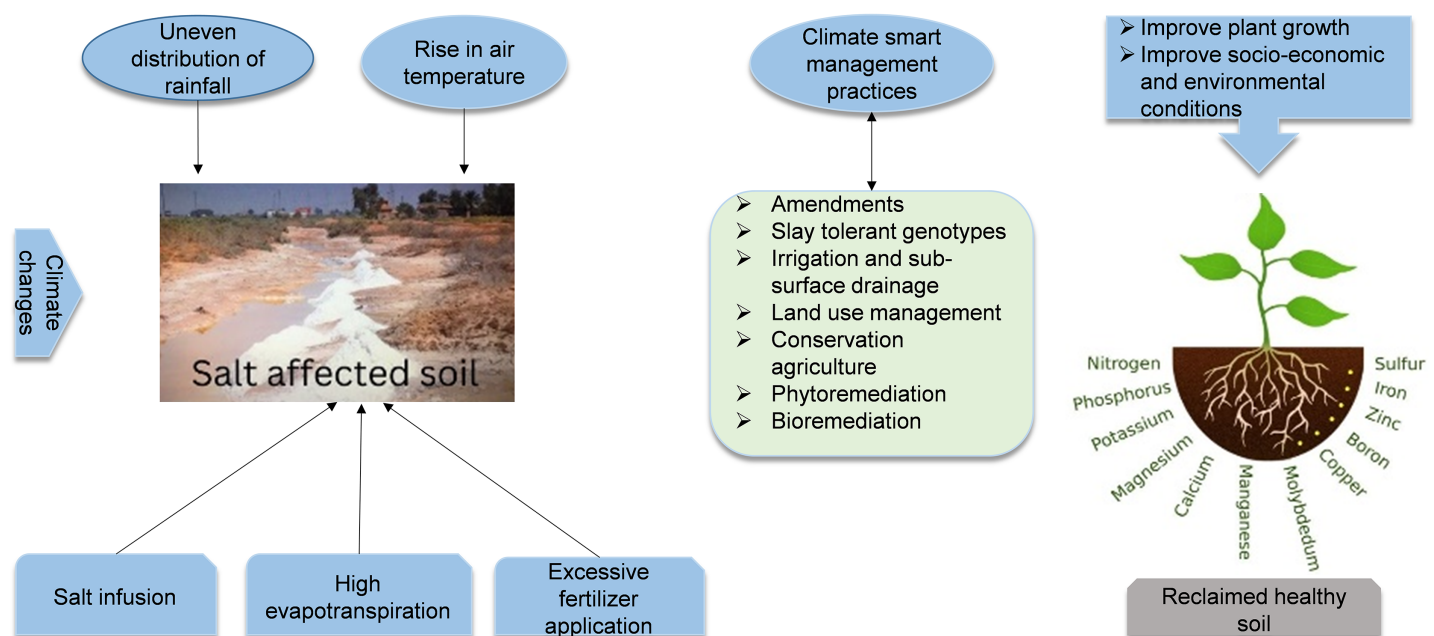 Uneven
distribution of
rainfall
Rise in air
temperature
Climate
changes
Salt affected soil
Salt infusion
High
evapotranspiration
Excessive
fertilizer
application
Climate smart
management
practices
➢ Amendments
➢ Slay tolerant genotypes
➢ Irrigation and sub-
surface drainage
➢ Land use management
➢ Conservation
agriculture
➢ Phytoremediation
➢ Bioremediation
➢ Improve plant growth
➢ Improve socio-economic
and environmental
conditions
Nitrogen
Phosphorus
Potassium
Magnesium
Calcium
Manganese
Molybdedum
Copper
Boron
Zinc
Iron
Sulfur
Reclaimed healthy
soil